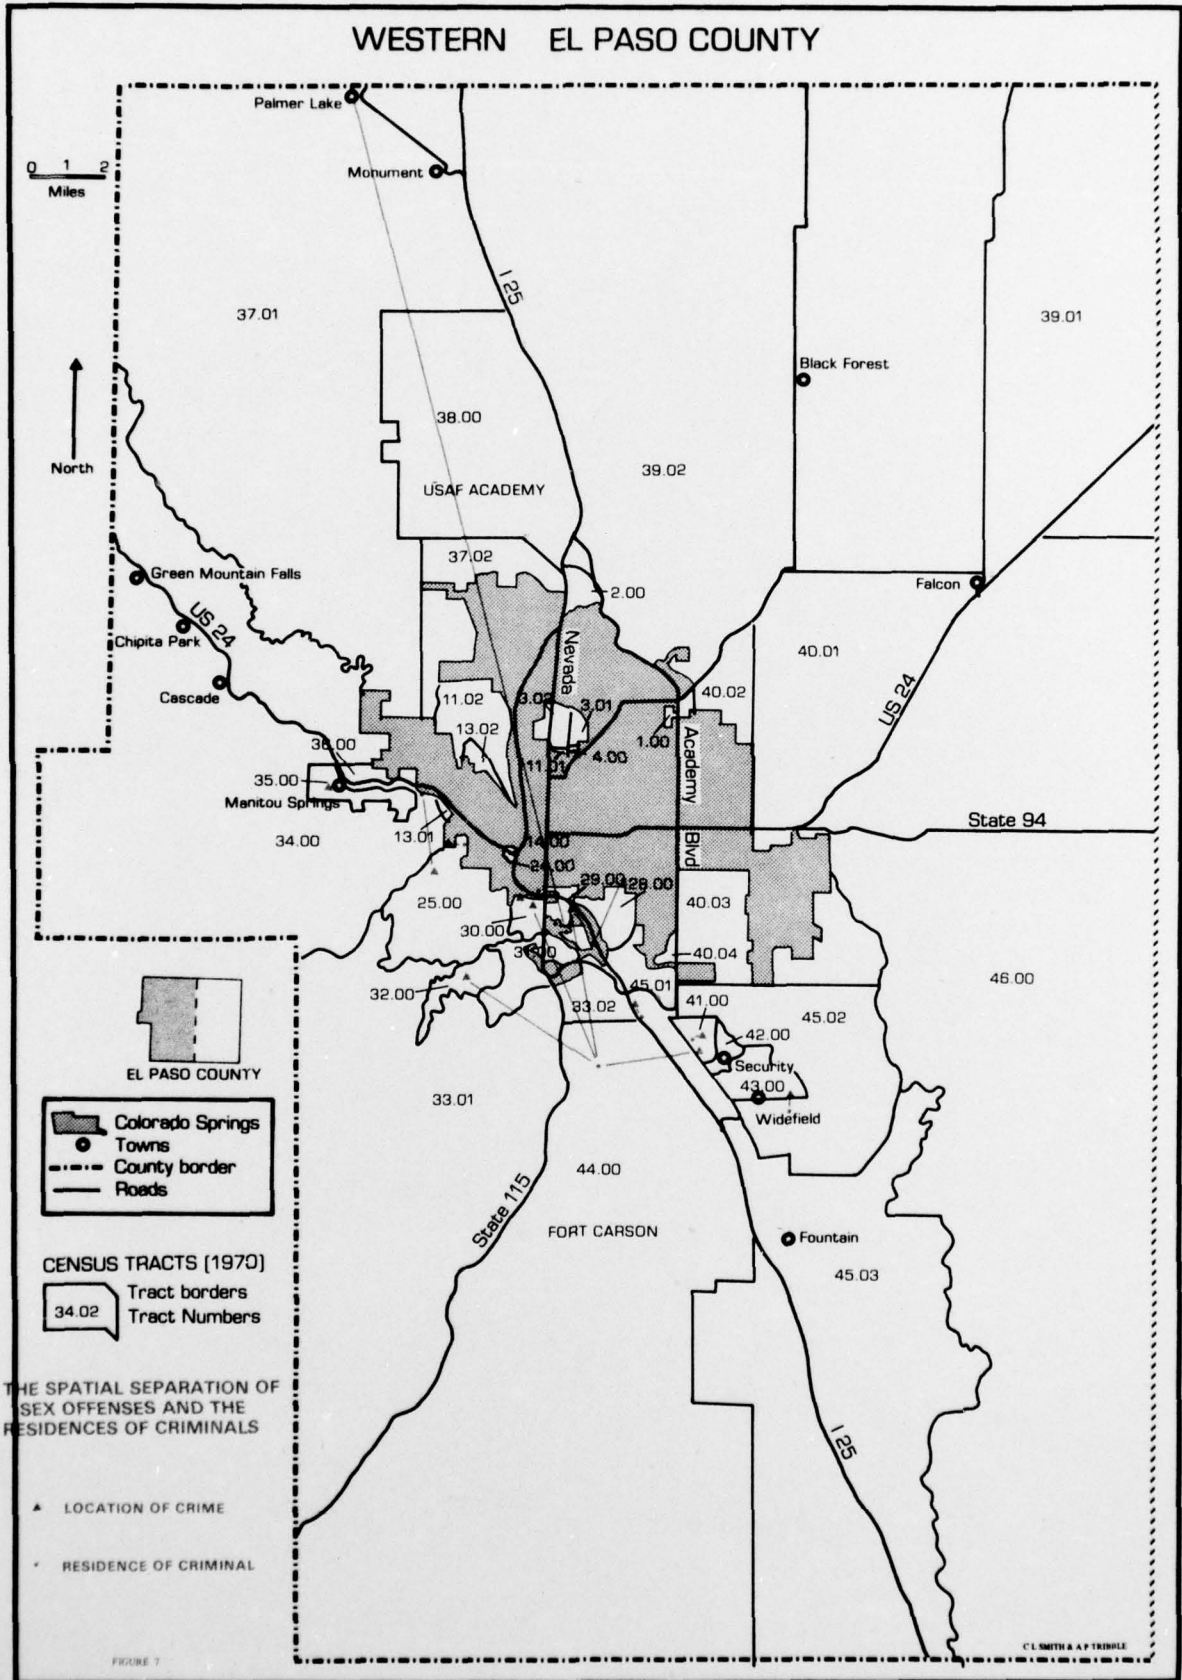 WESTERN EL PASO COUNTY
Palmer Lake
0 1 2
Miles
Monument
I 25
37.01
39.01
Black Forest
38.00
North
39.02
USAF ACADEMY
37.02
Green Mountain Falls
Falcon
2.00
US 24
Chipita Park
Nevada
40.01
Cascade
11.02
3.02
3.01
40.02
US 24
13.02
1.00
Academy Blvd
36.00
11.01
4.00
35.00
Manitou Springs
State 94
34.00
13.01
14.00
24.00
29.00
28.00
25.00
40.03
30.00
31.00
40.04
46.00
32.00
45.01
33.02
41.00
45.02
42.00
EL PASO COUNTY
Security
43.00
33.01
Widefield
Colorado Springs
Towns
County border
Roads
44.00
State 115
FORT CARSON
Fountain
45.03
CENSUS TRACTS (1970)
Tract borders
34.02 Tract Numbers
THE SPATIAL SEPARATION OF
SEX OFFENSES AND THE
RESIDENCES OF CRIMINALS
I 25
LOCATION OF CRIME
RESIDENCE OF CRIMINAL
FIGURE 7
C L SMITH & A P TRIBBLE